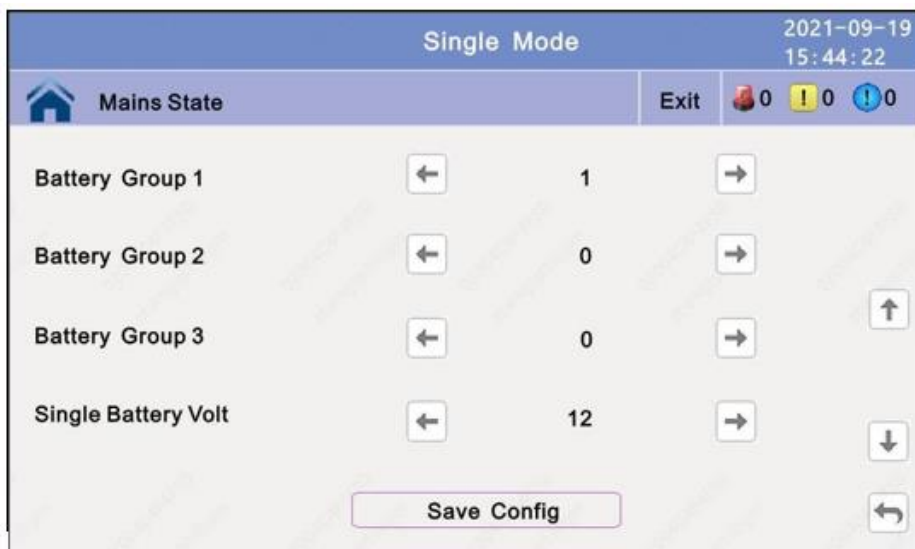 Single Mode
2021-09-19
15:44:22
Mains State
Exit
0
! 0
! 0
Battery Group 1
1
Battery Group 2
0
Battery Group 3
0
Single Battery Volt
12
Save Config